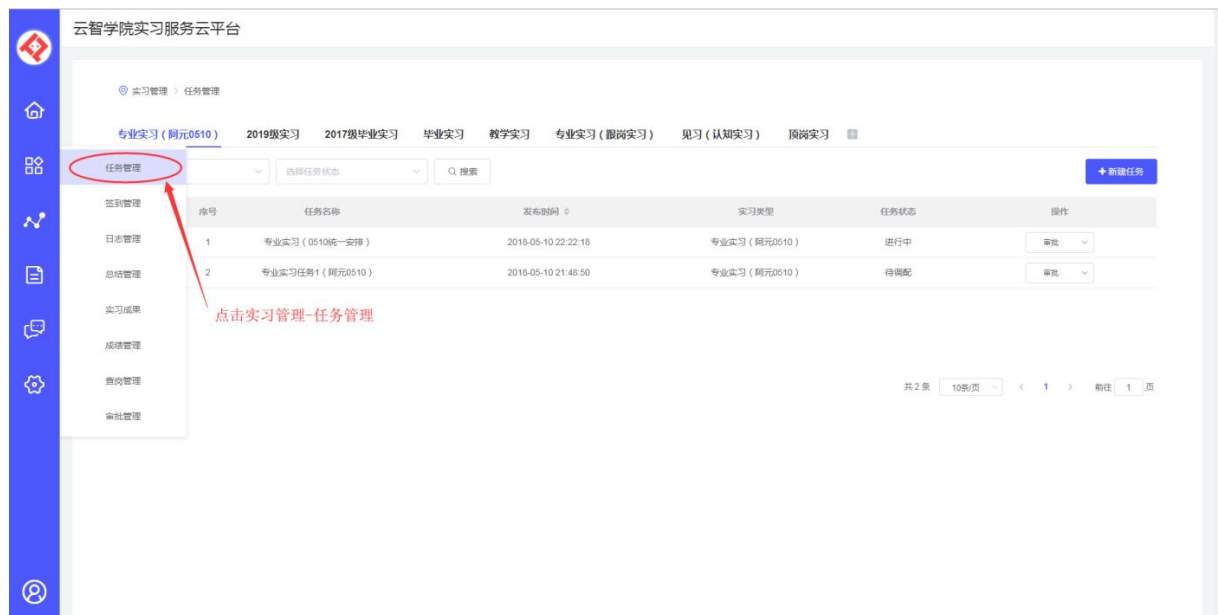 云智学院实习服务云平台
实习管理 > 任务管理
专业实习（阿元0510） 2019级实习 2017级毕业实习 毕业实习 教学实习 专业实习（跟岗实习） 见习（认知实习） 顶岗实习
任务管理 选择任务状态 搜索 +新建任务
签到管理
序号 任务名称 发布时间 实习类型 任务状态 操作
日志管理
1 专业实习（0510统一安排） 2018-05-10 22:22:18 专业实习（阿元0510） 进行中 审批
总结管理
2 专业实习任务1（阿元0510） 2018-05-10 21:48:50 专业实习（阿元0510） 待调配 审批
实习成果
点击实习管理-任务管理
成绩管理
查岗管理
共 2 条 10条/页 < 1 > 前往 1 页
审批管理